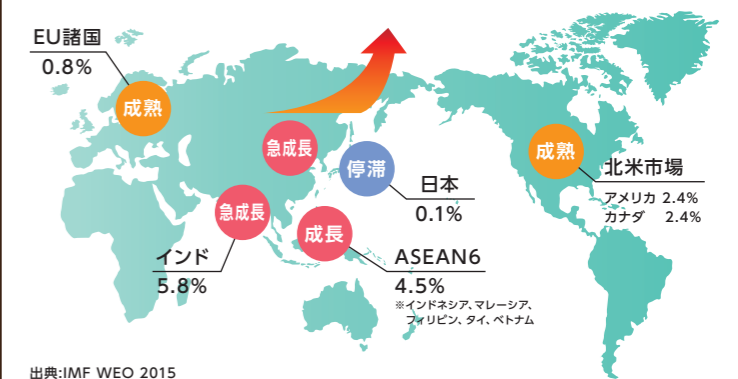 EU諸国
0.8%
成熟
急成長
停滞
日本
0.1%
急成長
インド
5.8%
成長
ASEAN6
4.5%
※インドネシア、マレーシア、
フィリピン、タイ、ベトナム
成熟
北米市場
アメリカ 2.4%
カナダ 2.4%
出典:IMF WEO 2015